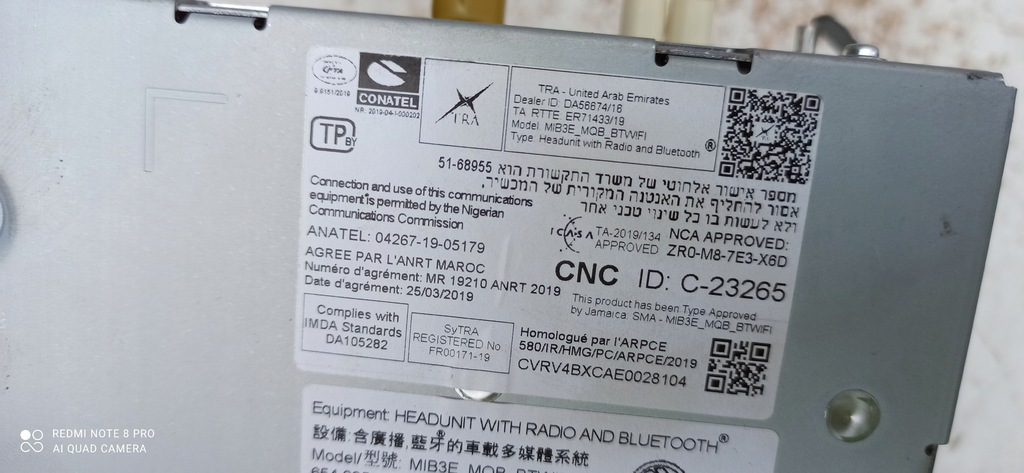 CONATEL
NR: 2019-04-I-000202
TRA
TRA - United Arab Emirates
Dealer ID: DA56674/16
TA RTTE ER71433/19
Model: MIB3E_MQB_BTWIFI
Type: Headunit with Radio and Bluetooth ®
TP BY
מספר אישור אלחוטי של משרד התקשורת הוא 51-68955
אסור להחליף את האנטנה המקורית של המכשיר,
ולא לעשות בו כל שינוי טכני אחר
Connection and use of this communications
equipment is permitted by the Nigerian
Communications Commission
ICASA
TA-2019/134
APPROVED
NCA APPROVED:
ZR0-M8-7E3-X6D
ANATEL: 04267-19-05179
AGREE PAR L'ANRT MAROC
Numéro d'agrément: MR 19210 ANRT 2019
Date d'agrément: 25/03/2019
CNC ID: C-23265
This product has been Type Approved
by Jamaica: SMA - MIB3E_MQB_BTWIFI
Complies with
IMDA Standards
DA105282
SyTRA
REGISTERED No
FR00171-19
Homologué par l'ARPCE
580/IR/HMG/PC/ARPCE/2019
CVRV4BXCAE0028104
Equipment: HEADUNIT WITH RADIO AND BLUETOOTH®
設備:含廣播,藍牙®的車載多媒體系統
Model/型號: MIB3E_MQB_BTWI
REDMI NOTE 8 PRO
AI QUAD CAMERA